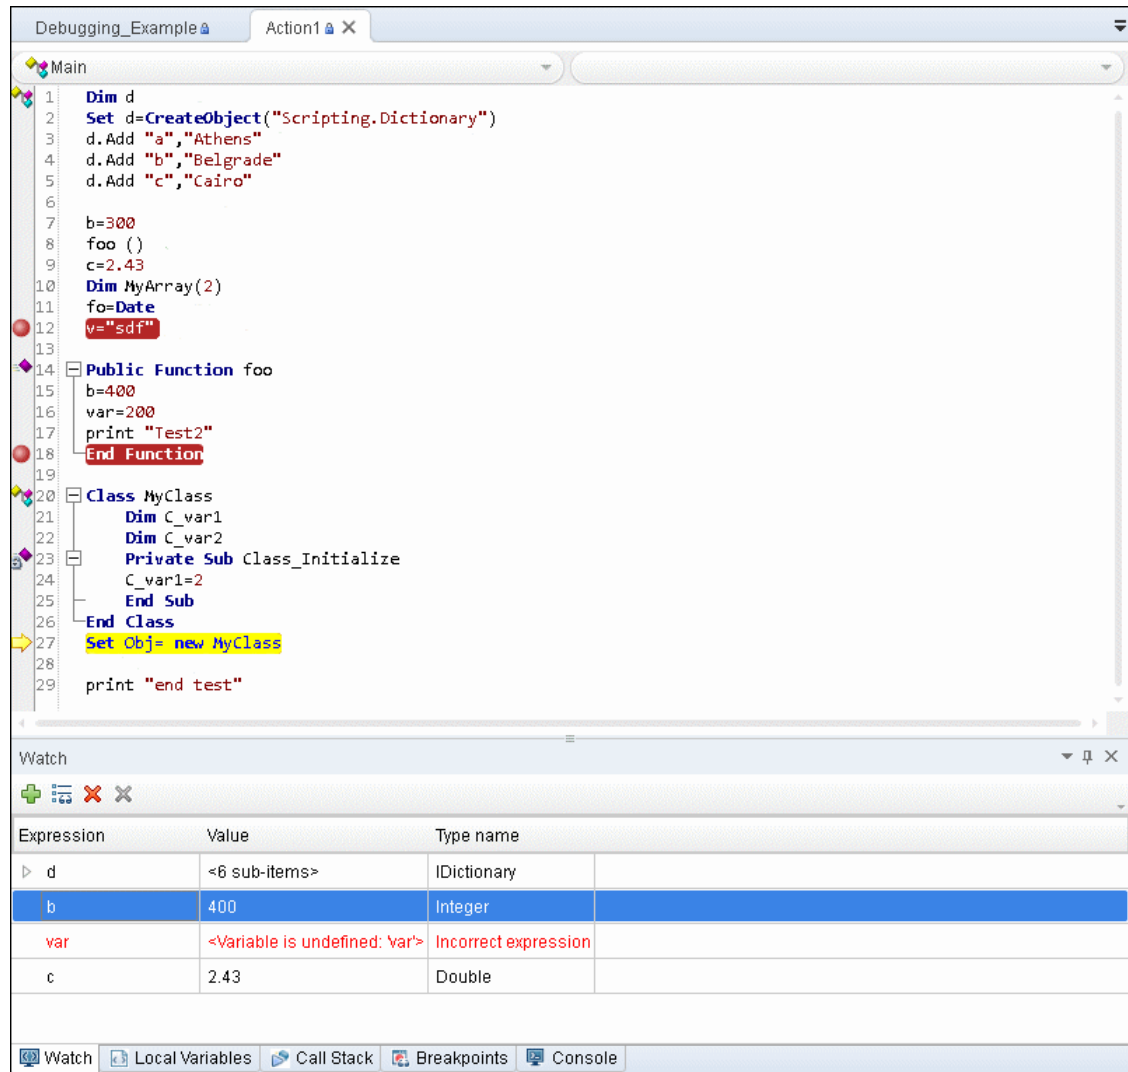 Debugging_Example Action1
Main
1 Dim d
2 Set d=CreateObject("Scripting.Dictionary")
3 d.Add "a","Athens"
4 d.Add "b","Belgrade"
5 d.Add "c","Cairo"
6
7 b=300
8 foo ()
9 c=2.43
10 Dim MyArray(2)
11 fo=Date
12 v="sdf"
13
14 Public Function foo
15 b=400
16 var=200
17 print "Test2"
18 End Function
19
20 Class MyClass
21 Dim C_var1
22 Dim C_var2
23 Private Sub Class_Initialize
24 C_var1=2
25 End Sub
26 End Class
27 Set Obj= new MyClass
28
29 print "end test"
Watch
Expression Value Type name
d <6 sub-items> IDictionary
b 400 Integer
var <Variable is undefined: 'var'> Incorrect expression
c 2.43 Double
Watch Local Variables Call Stack Breakpoints Console